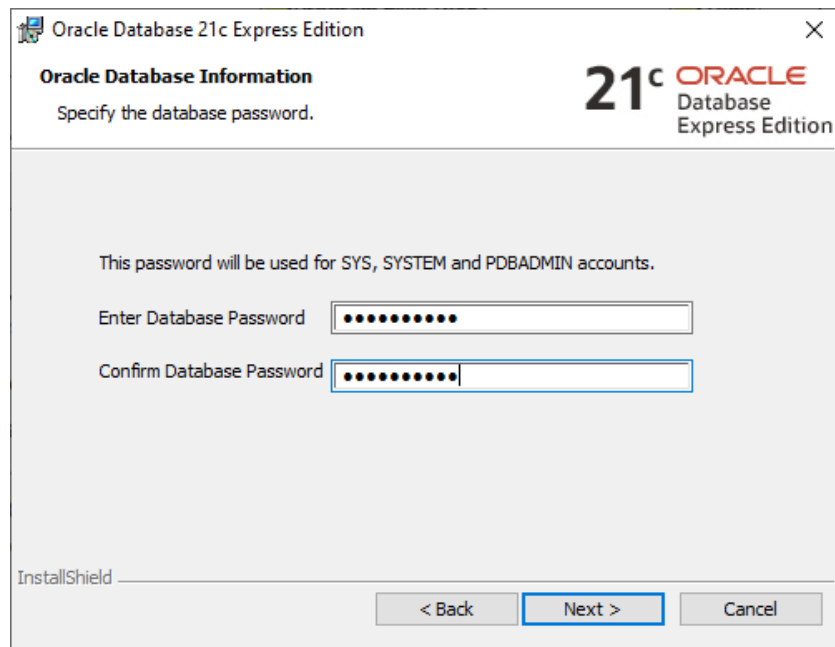 Oracle Database 21c Express Edition
Oracle Database Information
Specify the database password.
21c ORACLE
Database
Express Edition
This password will be used for SYS, SYSTEM and PDBADMIN accounts.
Enter Database Password ●●●●●●●●●●
Confirm Database Password ●●●●●●●●●●
InstallShield
< Back Next > Cancel